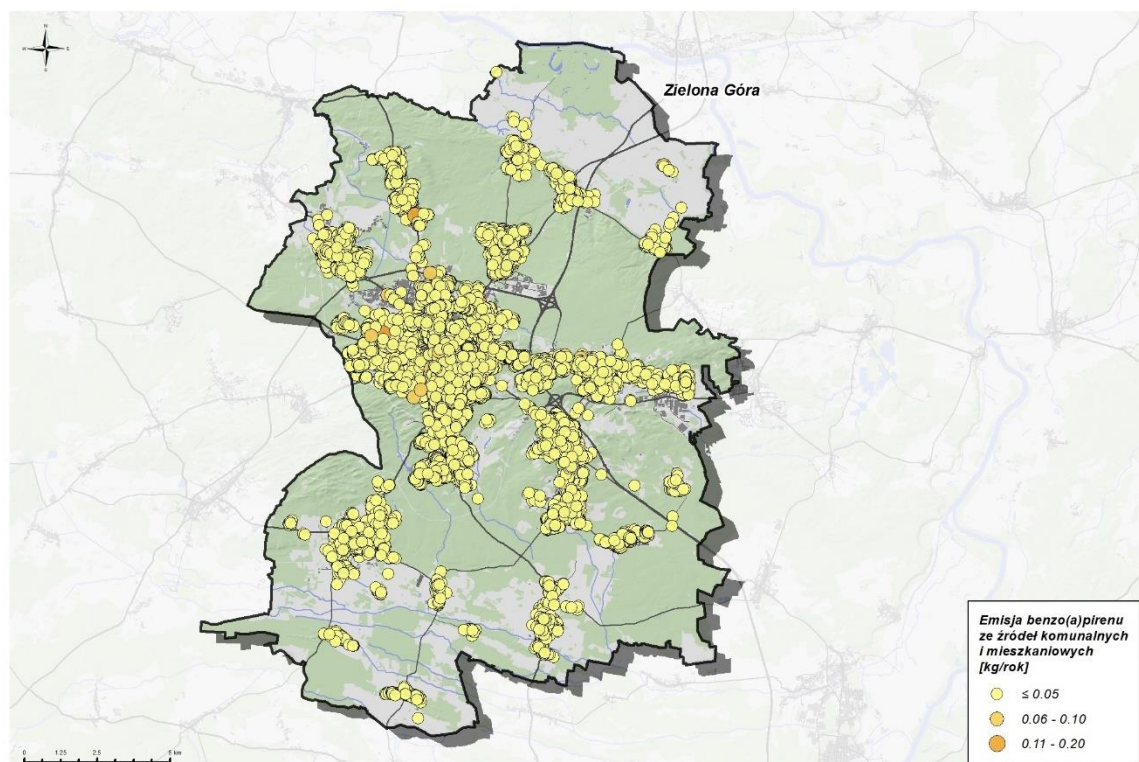 N
W E
S
Zielona Góra
Emisja benzo(a)pirenu
ze źródeł komunalnych
i mieszkaniowych
[kg/rok]
≤ 0.05
0.06 - 0.10
0.11 - 0.20
0 1.25 2.5 5 km